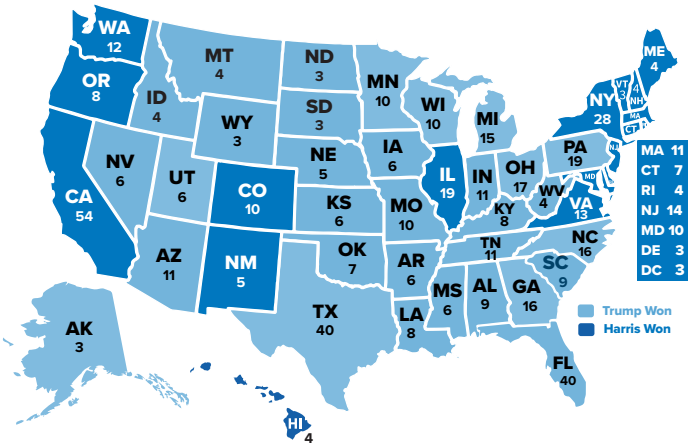 WA
12
OR
8
CA
54
ID
4
NV
6
MT
4
WY
3
UT
6
AZ
11
CO
10
NM
5
ND
3
SD
3
NE
5
KS
6
OK
7
TX
40
MN
10
IA
6
MO
10
AR
6
LA
8
WI
10
IL
19
MI
15
IN
11
OH
17
KY
8
TN
11
MS
6
AL
9
GA
16
FL
40
SC
9
NC
16
VA
13
WV
4
PA
19
NY
28
VT
3
4
NH
ME
4
MA
CT
NJ
MD
MA 11
CT 7
RI 4
NJ 14
MD 10
DE 3
DC 3
AK
3
HI
4
Trump Won
Harris Won